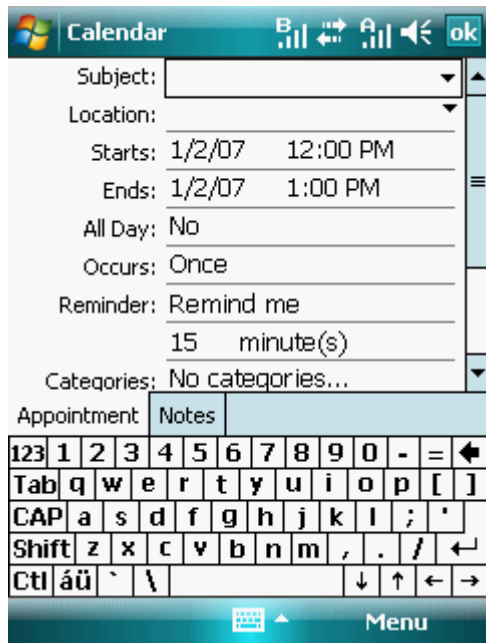 Calendar B A ok
Subject:
Location:
Starts: 1/2/07 12:00 PM
Ends: 1/2/07 1:00 PM
All Day: No
Occurs: Once
Reminder: Remind me
15 minute(s)
Categories: No categories...
Appointment Notes
123 1 2 3 4 5 6 7 8 9 0 - =
Tab q w e r t y u i o p [ ]
CAP a s d f g h j k l ; '
Shift z x c v b n m , . /
Ctl áü ` \ ↓ ↑ ← →
Menu